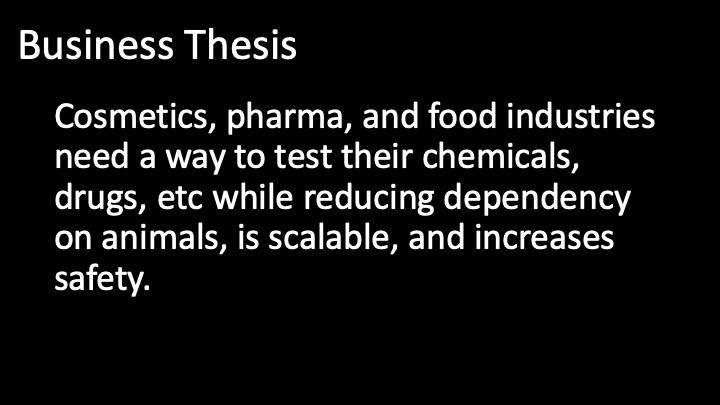 Business Thesis
Cosmetics, pharma, and food industries
need a way to test their chemicals,
drugs, etc while reducing dependency
on animals, is scalable, and increases
safety.